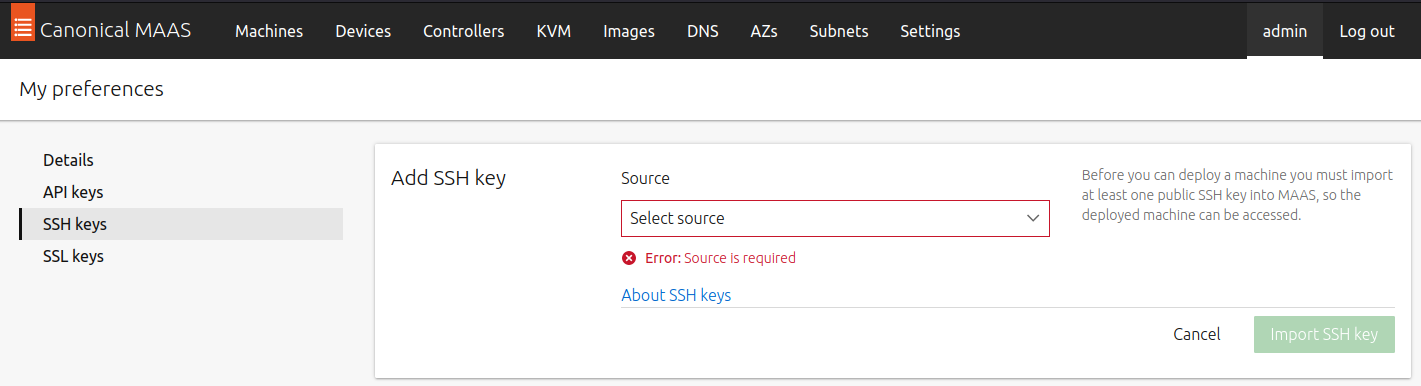 Canonical MAAS Machines Devices Controllers KVM Images DNS AZs Subnets Settings admin Log out
My preferences
Details
API keys
SSH keys
SSL keys
Add SSH key
Source
Select source
Error: Source is required
About SSH keys
Before you can deploy a machine you must import
at least one public SSH key into MAAS, so the
deployed machine can be accessed.
Cancel
Import SSH key